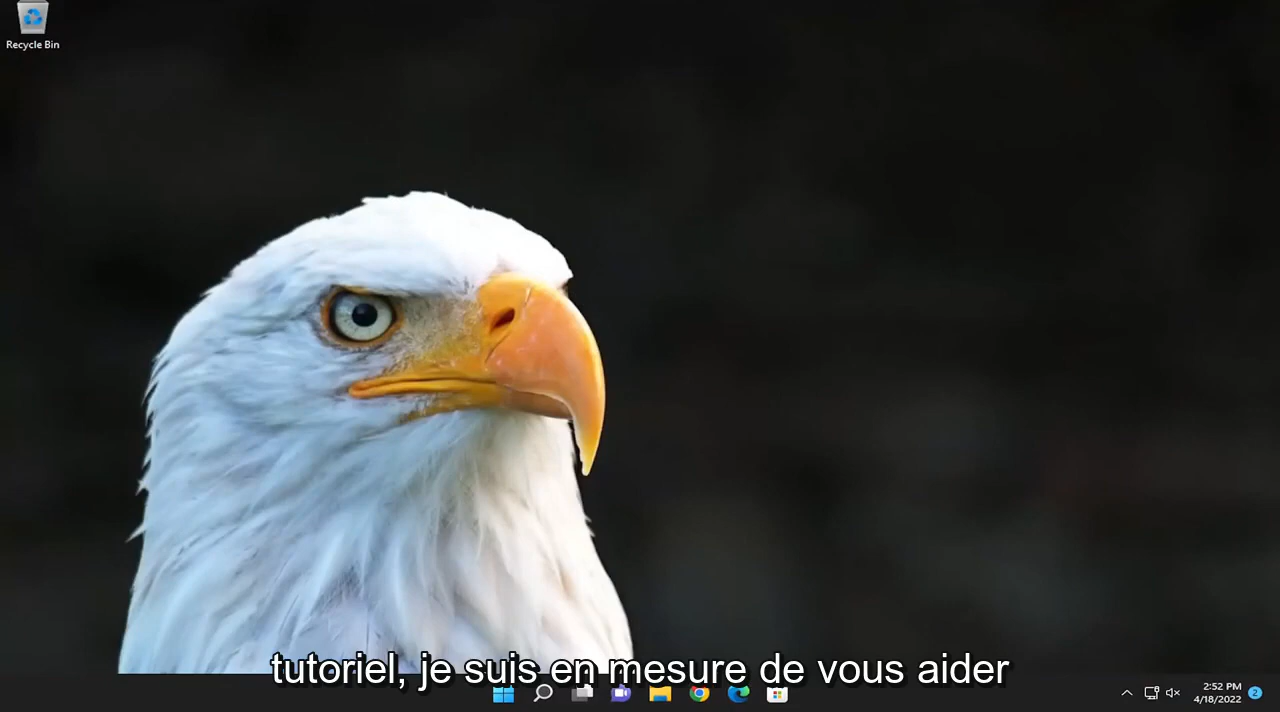 Recycle Bin
tutoriel, je suis en mesure de vous aider
2:52 PM
4/18/2022
2